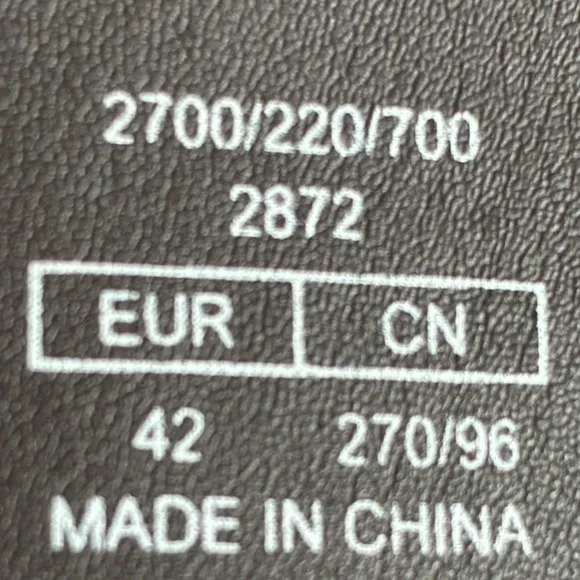 2700/220/700
2872
EUR CN
42 270/96
MADE IN CHINA